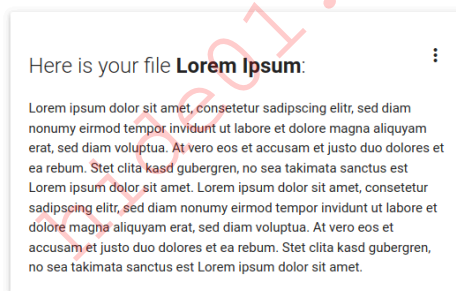 Here is your file Lorem Ipsum:
Lorem ipsum dolor sit amet, consetetur sadipscing elitr, sed diam
nonumy eirmod tempor invidunt ut labore et dolore magna aliquyam
erat, sed diam voluptua. At vero eos et accusam et justo duo dolores et
ea rebum. Stet clita kasd gubergren, no sea takimata sanctus est
Lorem ipsum dolor sit amet. Lorem ipsum dolor sit amet, consetetur
sadipscing elitr, sed diam nonumy eirmod tempor invidunt ut labore et
dolore magna aliquyam erat, sed diam voluptua. At vero eos et
accusam et justo duo dolores et ea rebum. Stet clita kasd gubergren,
no sea takimata sanctus est Lorem ipsum dolor sit amet.
hide01.